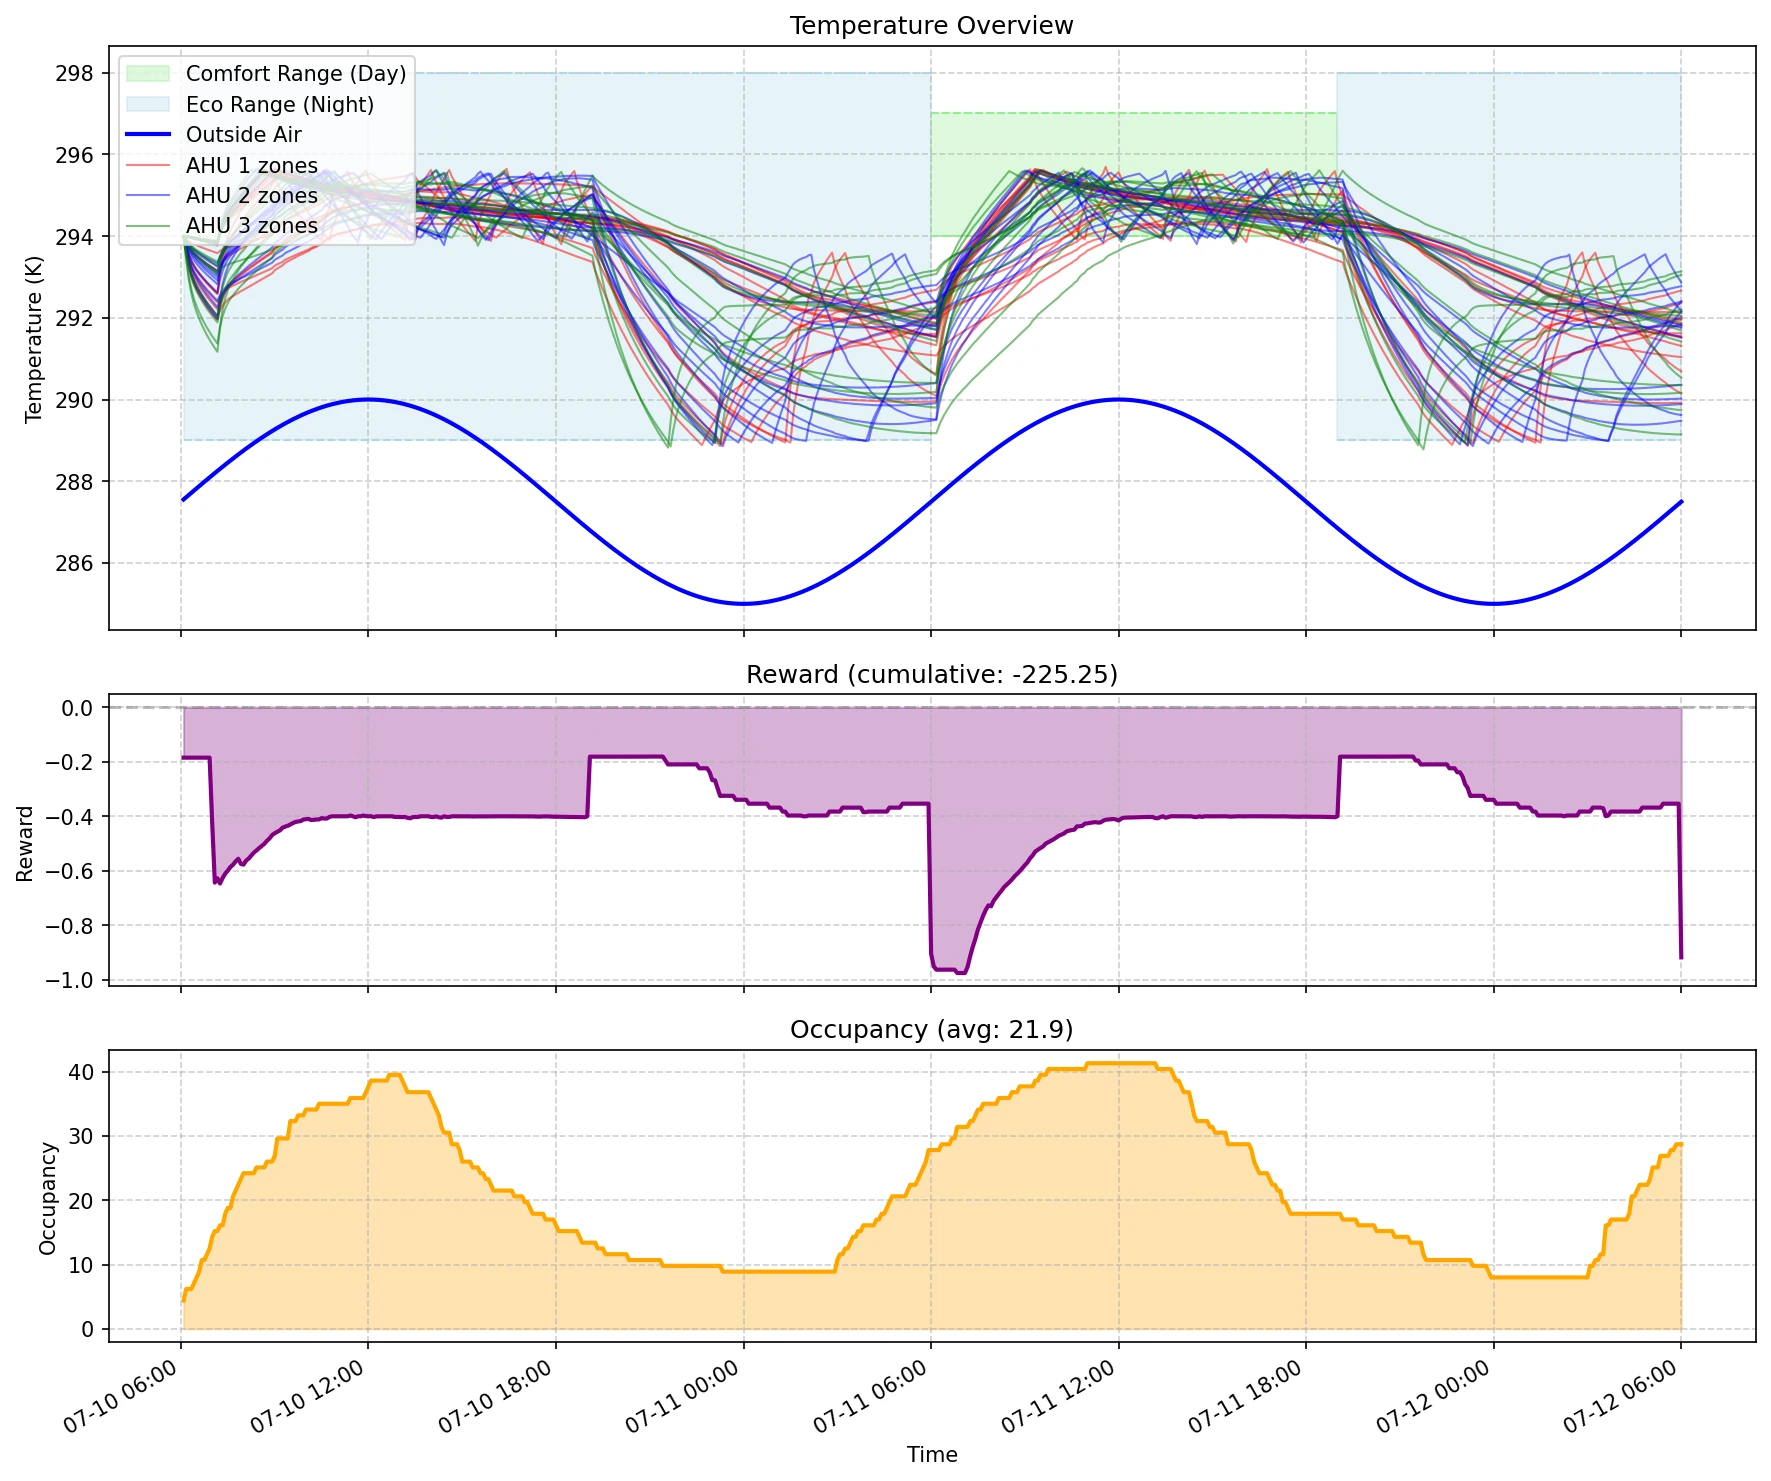 Temperature Overview
298
296
294
292
290
288
286
Temperature (K)
Comfort Range (Day)
Eco Range (Night)
Outside Air
AHU 1 zones
AHU 2 zones
AHU 3 zones
Reward (cumulative: -225.25)
0.0
−0.2
−0.4
−0.6
−0.8
−1.0
Reward
Occupancy (avg: 21.9)
40
30
20
10
0
Occupancy
07-10 06:00
07-10 12:00
07-10 18:00
07-11 00:00
07-11 06:00
07-11 12:00
07-11 18:00
07-12 00:00
07-12 06:00
Time